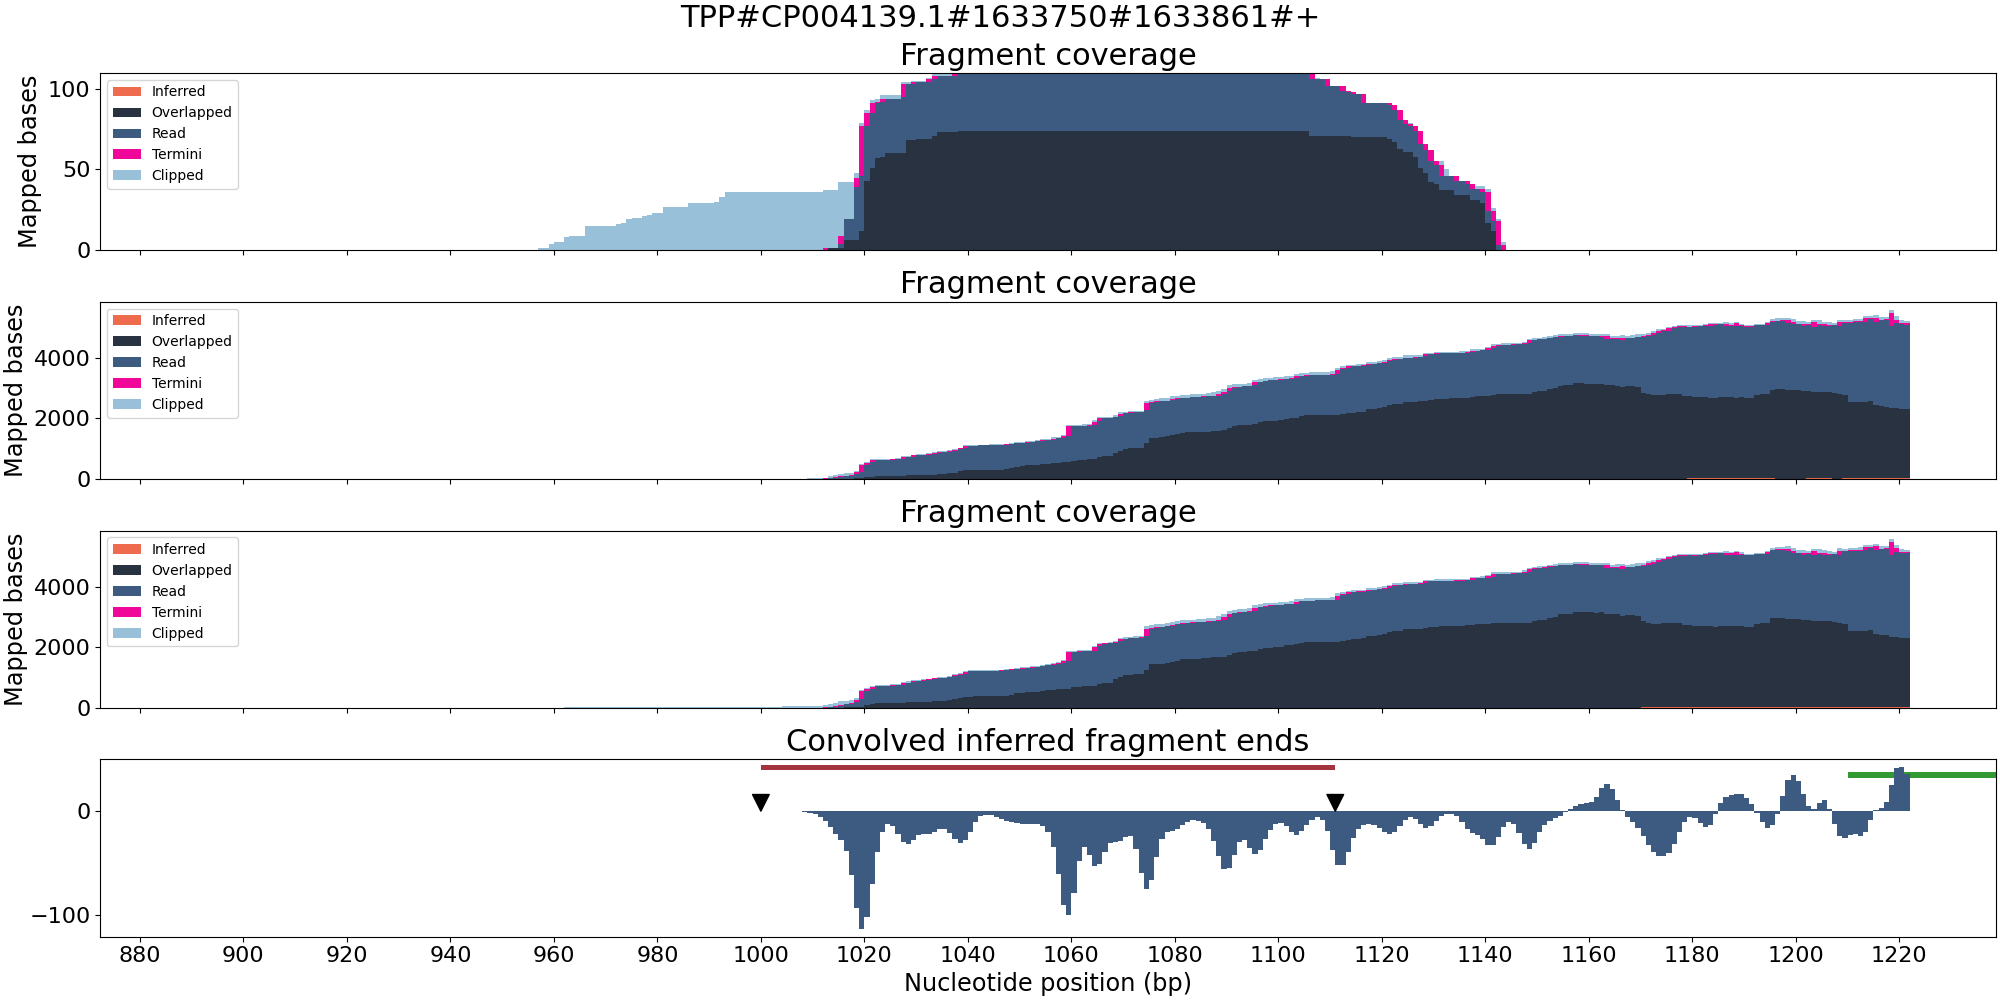 TPP#CP004139.1#1633750#1633861#+
Fragment coverage
Mapped bases
100
50
0
Inferred
Overlapped
Read
Termini
Clipped
Fragment coverage
Mapped bases
4000
2000
0
Inferred
Overlapped
Read
Termini
Clipped
Fragment coverage
Mapped bases
4000
2000
0
Inferred
Overlapped
Read
Termini
Clipped
Convolved inferred fragment ends
0
−100
880 900 920 940 960 980 1000 1020 1040 1060 1080 1100 1120 1140 1160 1180 1200 1220
Nucleotide position (bp)